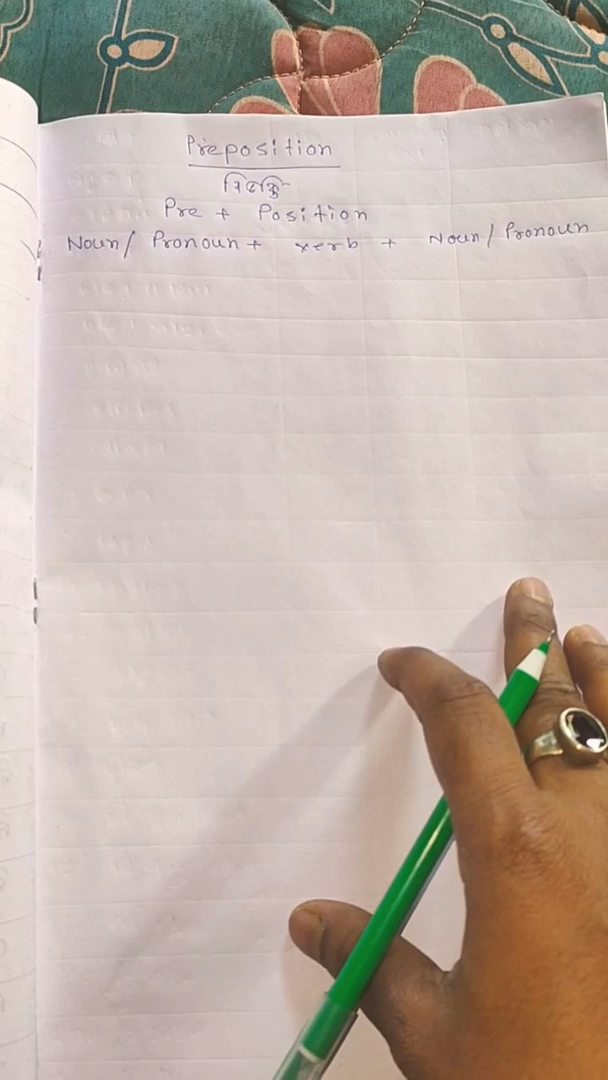 Preposition
বিভক্তি
Pre + Position
Noun/ Pronoun + verb + Noun/ Pronoun